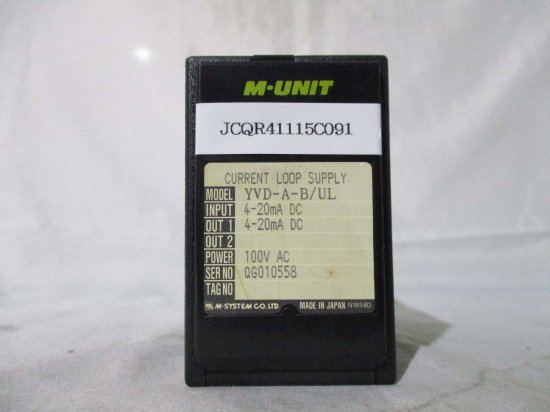 M·UNIT
JCQR41115C091
CURRENT LOOP SUPPLY
MODEL YVD-A-B/UL
INPUT 4-20mA DC
OUT 1 4-20mA DC
OUT 2
POWER 100V AC
SER NO QG010558
TAG NO
M-SYSTEM CO.,LTD. MADE IN JAPAN N1858D